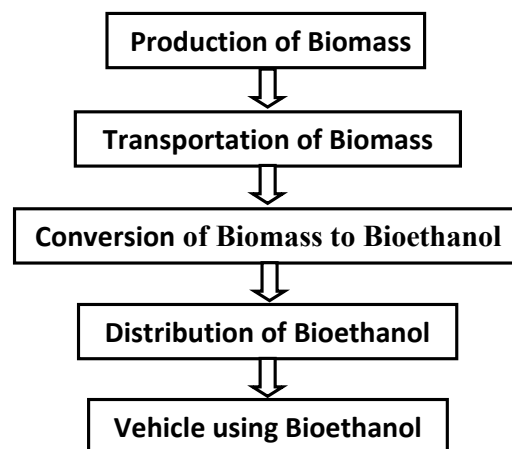 Production of Biomass
Transportation of Biomass
Conversion of Biomass to Bioethanol
Distribution of Bioethanol
Vehicle using Bioethanol